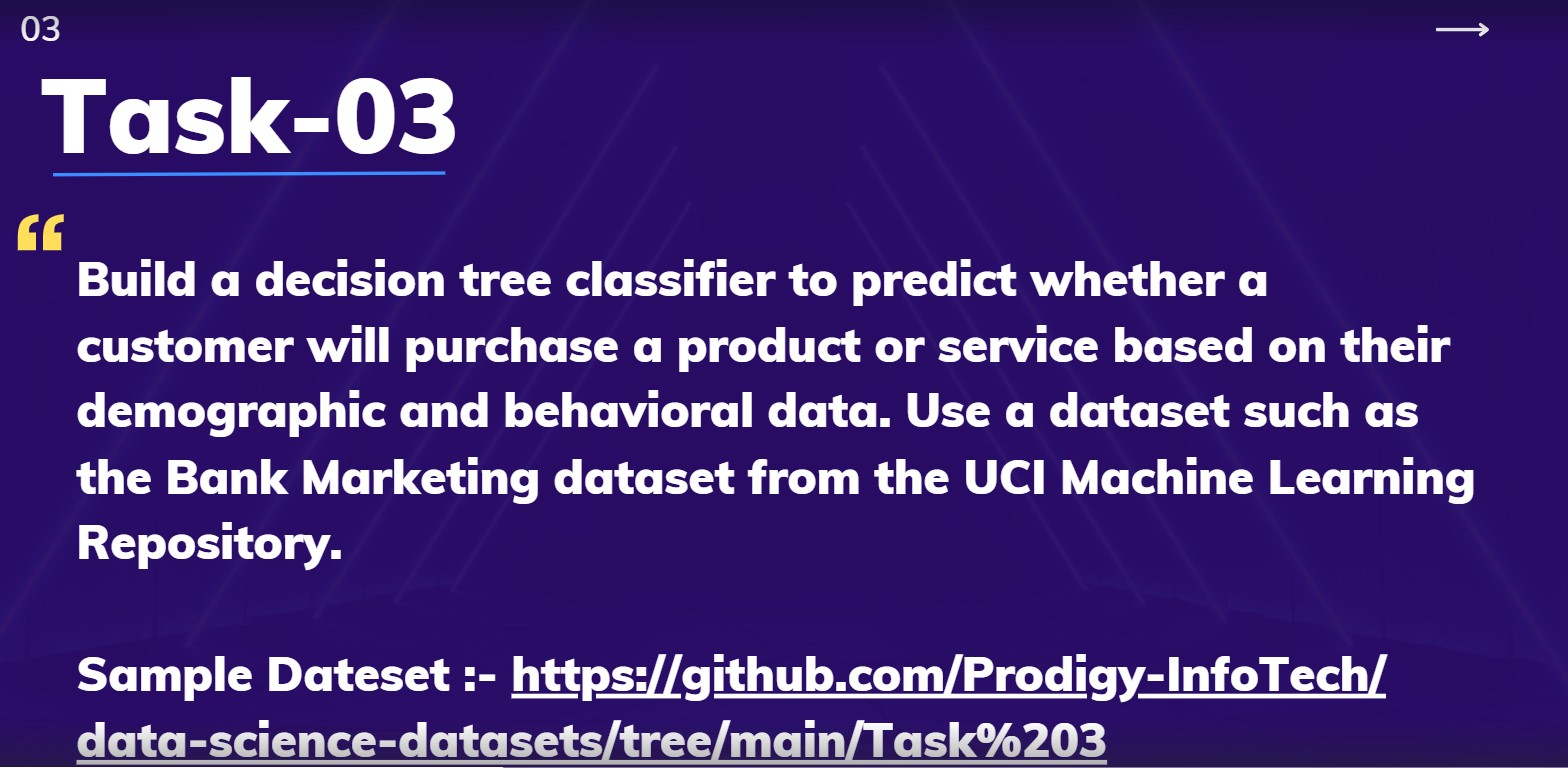 03
Task-03
“
Build a decision tree classifier to predict whether a
customer will purchase a product or service based on their
demographic and behavioral data. Use a dataset such as
the Bank Marketing dataset from the UCI Machine Learning
Repository.
Sample Dateset :- https://github.com/Prodigy-InfoTech/
data-science-datasets/tree/main/Task%203